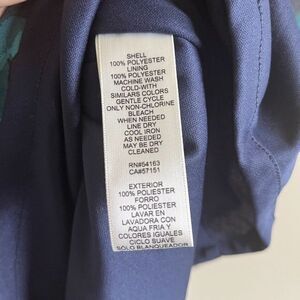 SHELL
100% POLYESTER
LINING
100% POLYESTER
MACHINE WASH
COLD-WITH
SIMILARS COLORS
GENTLE CYCLE
ONLY NON-CHLORINE
BLEACH
WHEN NEEDED
LINE DRY
COOL IRON
AS NEEDED
MAY BE DRY
CLEANED
RN#54163
CA#57151
EXTERIOR
100% POLIESTER
FORRO
100% POLIESTER
LAVAR EN
LAVADORA CON
AQUA FRIA Y
COLORES IGUALES
CICLO SUAVE
SOLO BLANQUEADOR